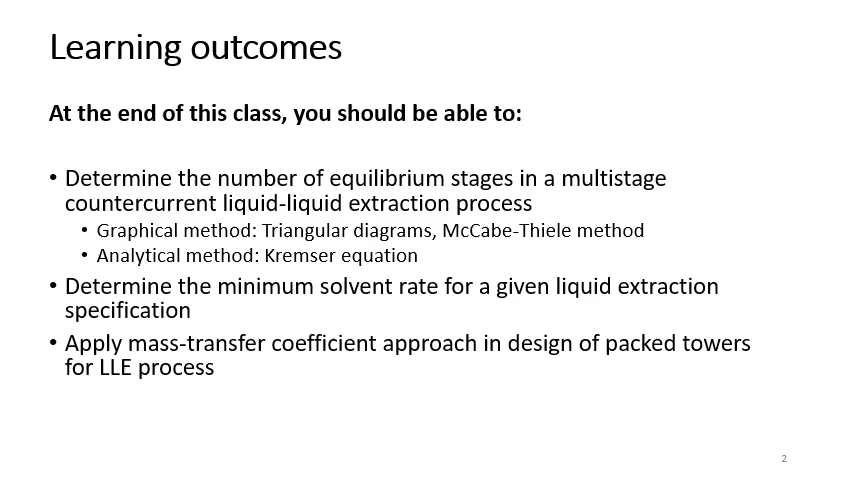 Learning outcomes
At the end of this class, you should be able to:
• Determine the number of equilibrium stages in a multistage
countercurrent liquid-liquid extraction process
• Graphical method: Triangular diagrams, McCabe-Thiele method
• Analytical method: Kremser equation
• Determine the minimum solvent rate for a given liquid extraction
specification
• Apply mass-transfer coefficient approach in design of packed towers
for LLE process
2